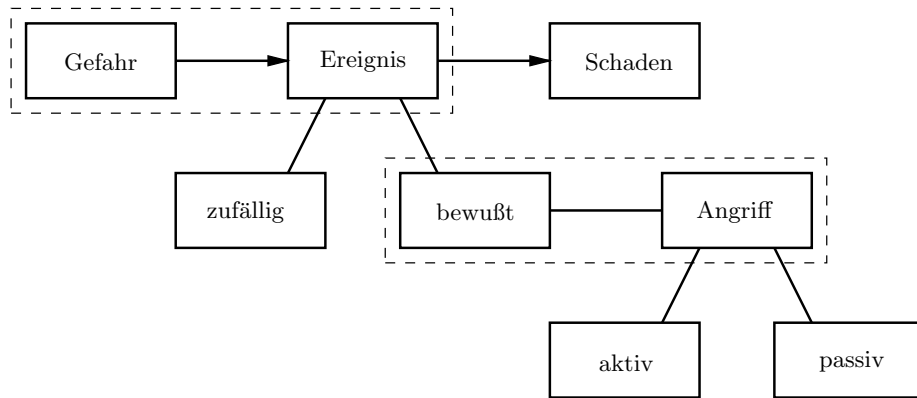 Gefahr
Ereignis
Schaden
zufällig
bewußt
Angriff
aktiv
passiv